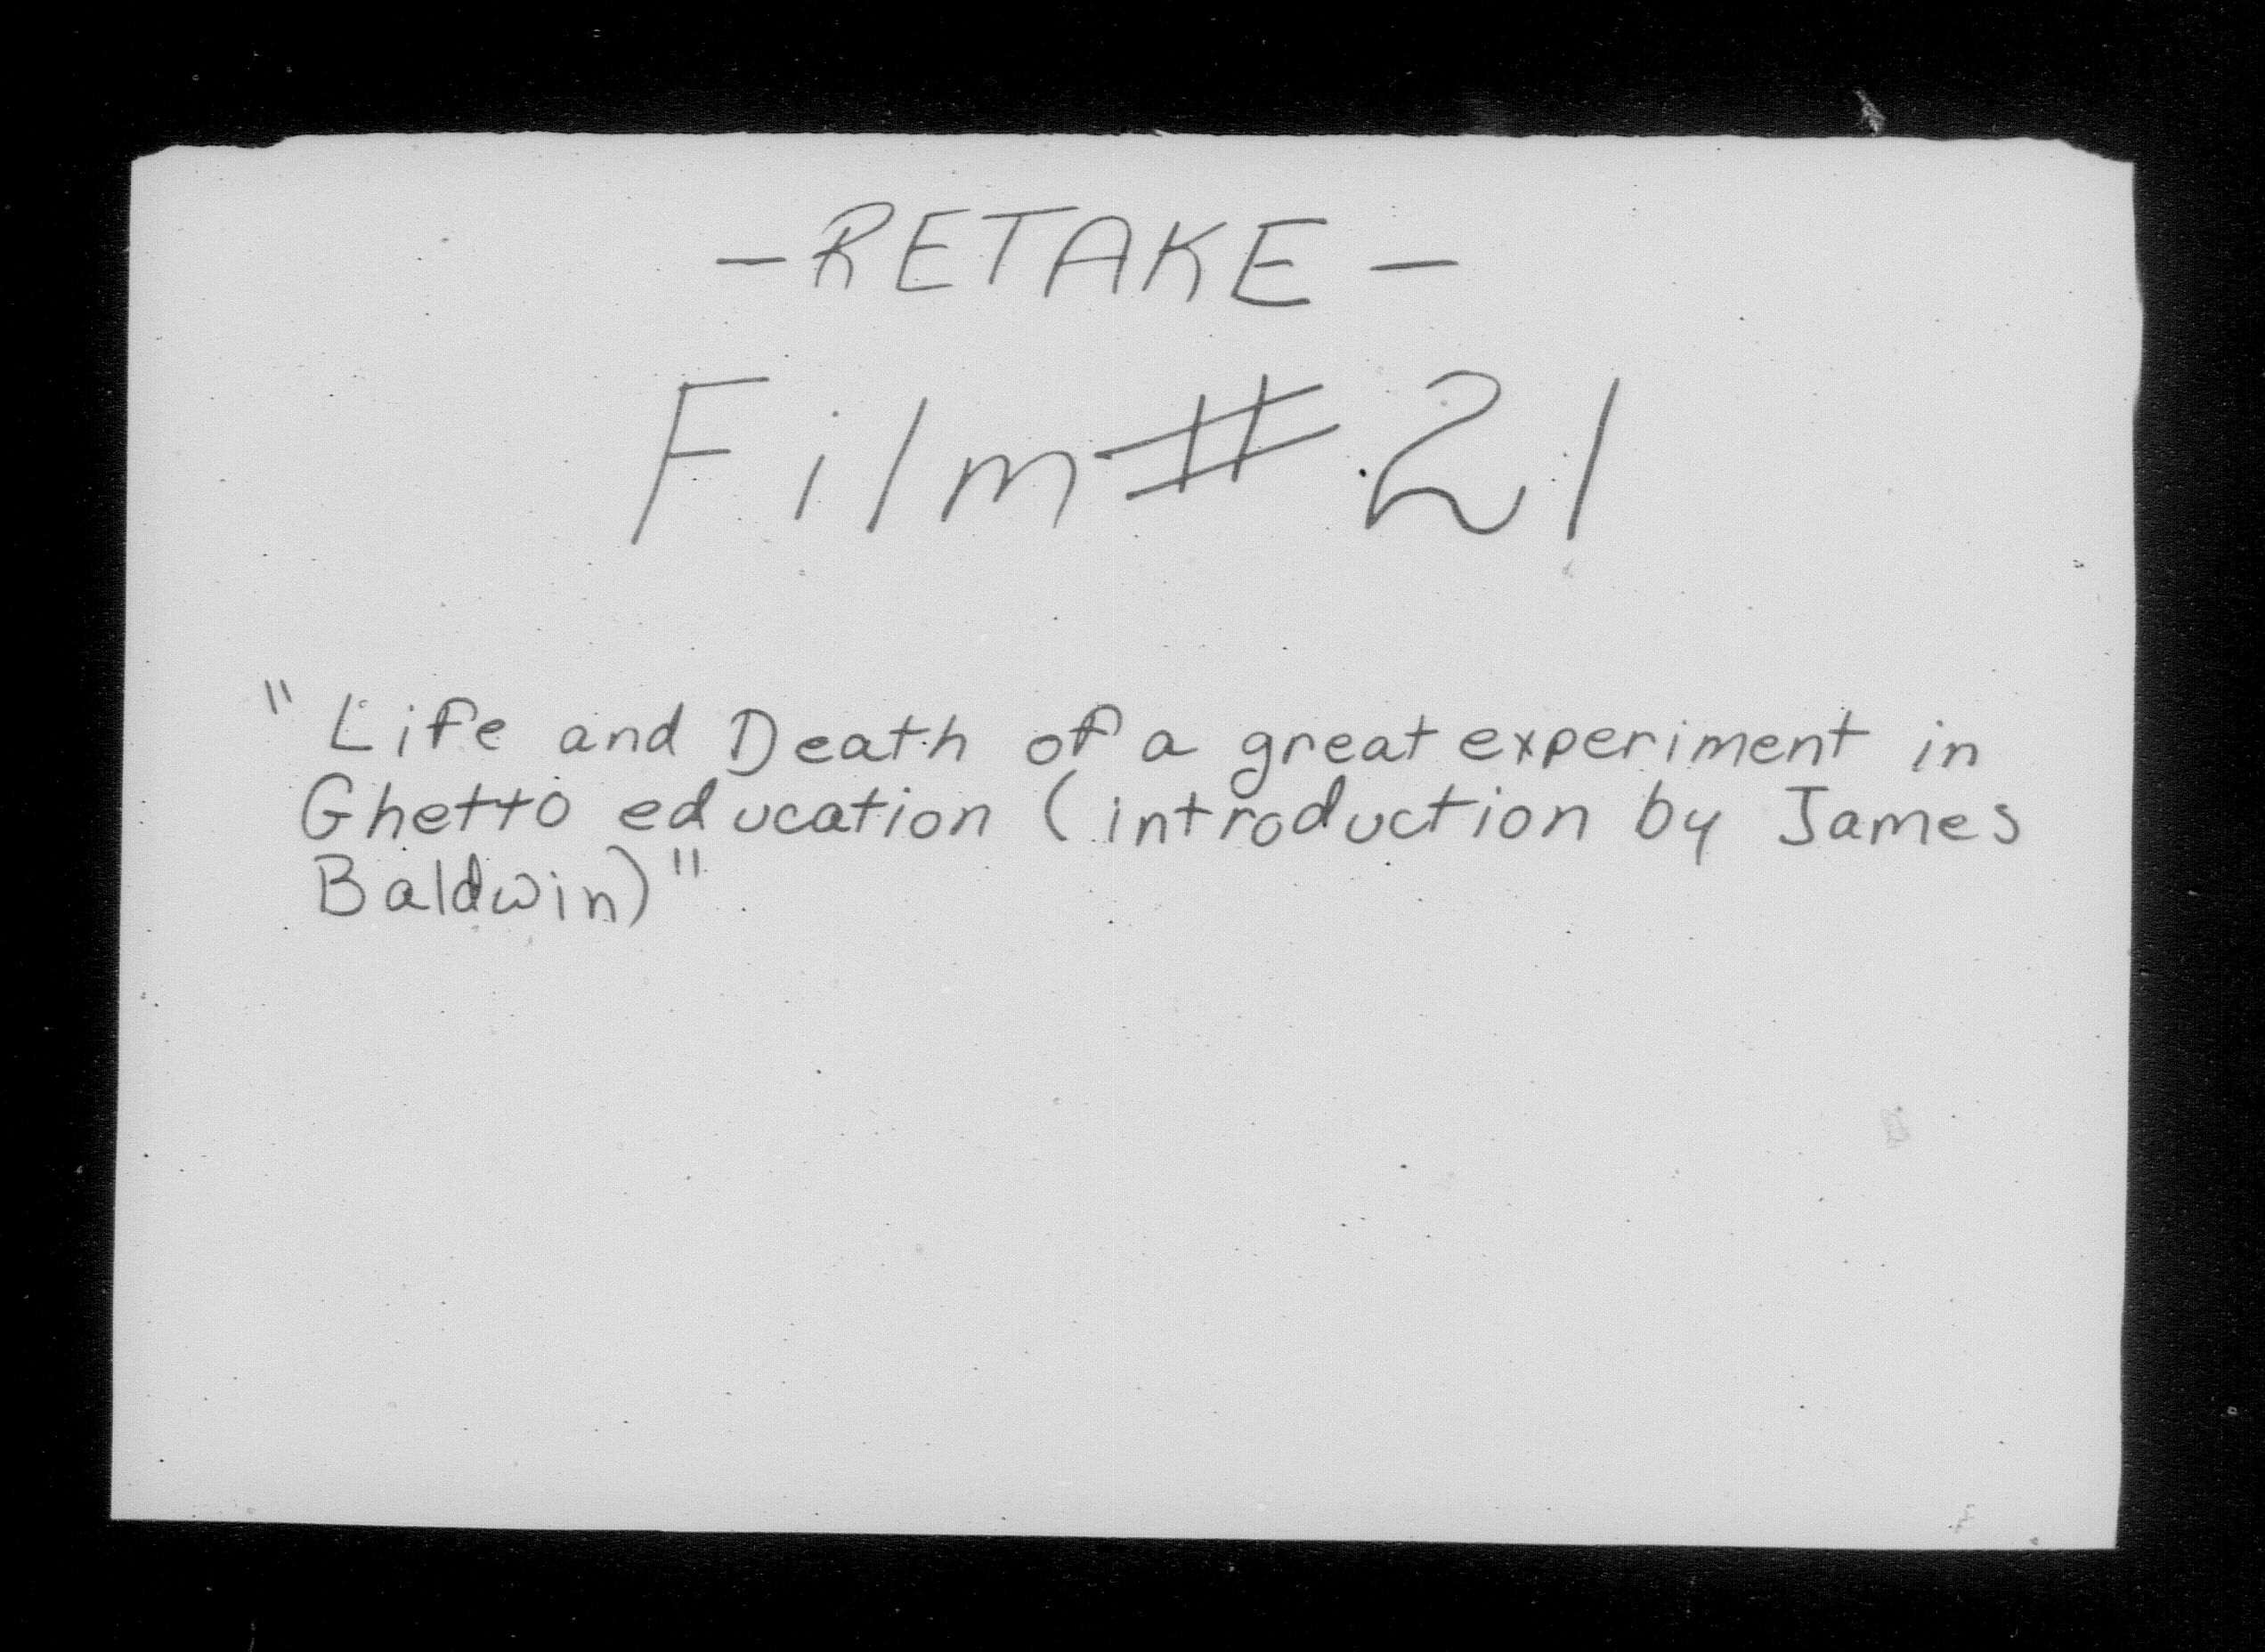 - RETAKE -
Film # 21
"Life and Death of a great experiment in
Ghetto education (introduction by James
Baldwin)"